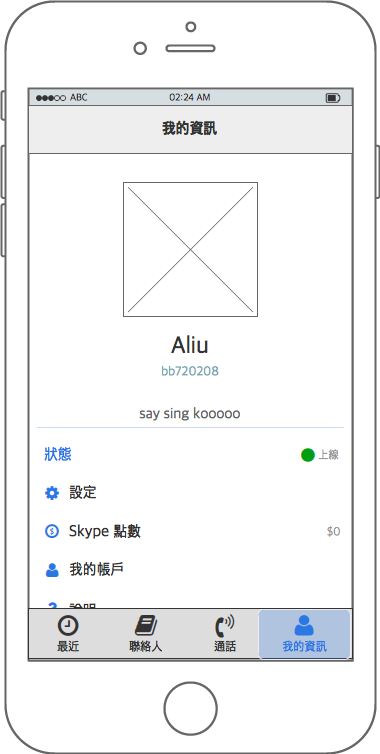 ABC 02:24 AM
我的資訊
Aliu
bb720208
say sing kooooo
狀態 上線
設定
Skype 點數 $0
我的帳戶
說明
最近 聯絡人 通話 我的資訊